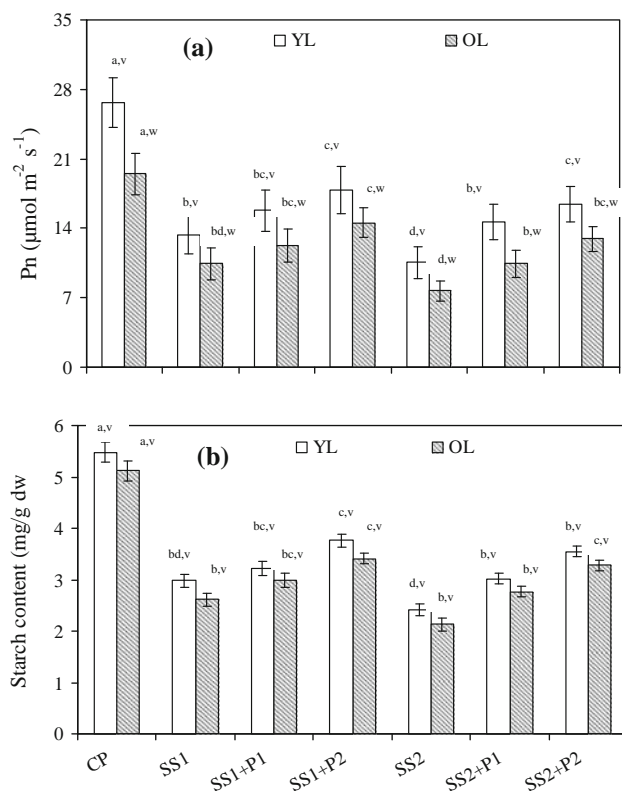 35
28
21
14
7
0
Pn (µmol m⁻² s⁻¹)
(a)
YL
OL
a,v
a,w
b,v
bd,w
bc,v
bc,w
c,v
c,w
d,v
d,w
b,v
b,w
c,v
bc,w
6
5
4
3
2
1
0
Starch content (mg/g dw
(b)
YL
OL
a,v
a,v
bd,v
b,v
bc,v
bc,v
c,v
c,v
d,v
b,v
b,v
b,v
b,v
c,v
CP
SS1
SS1+P1
SS1+P2
SS2
SS2+P1
SS2+P2